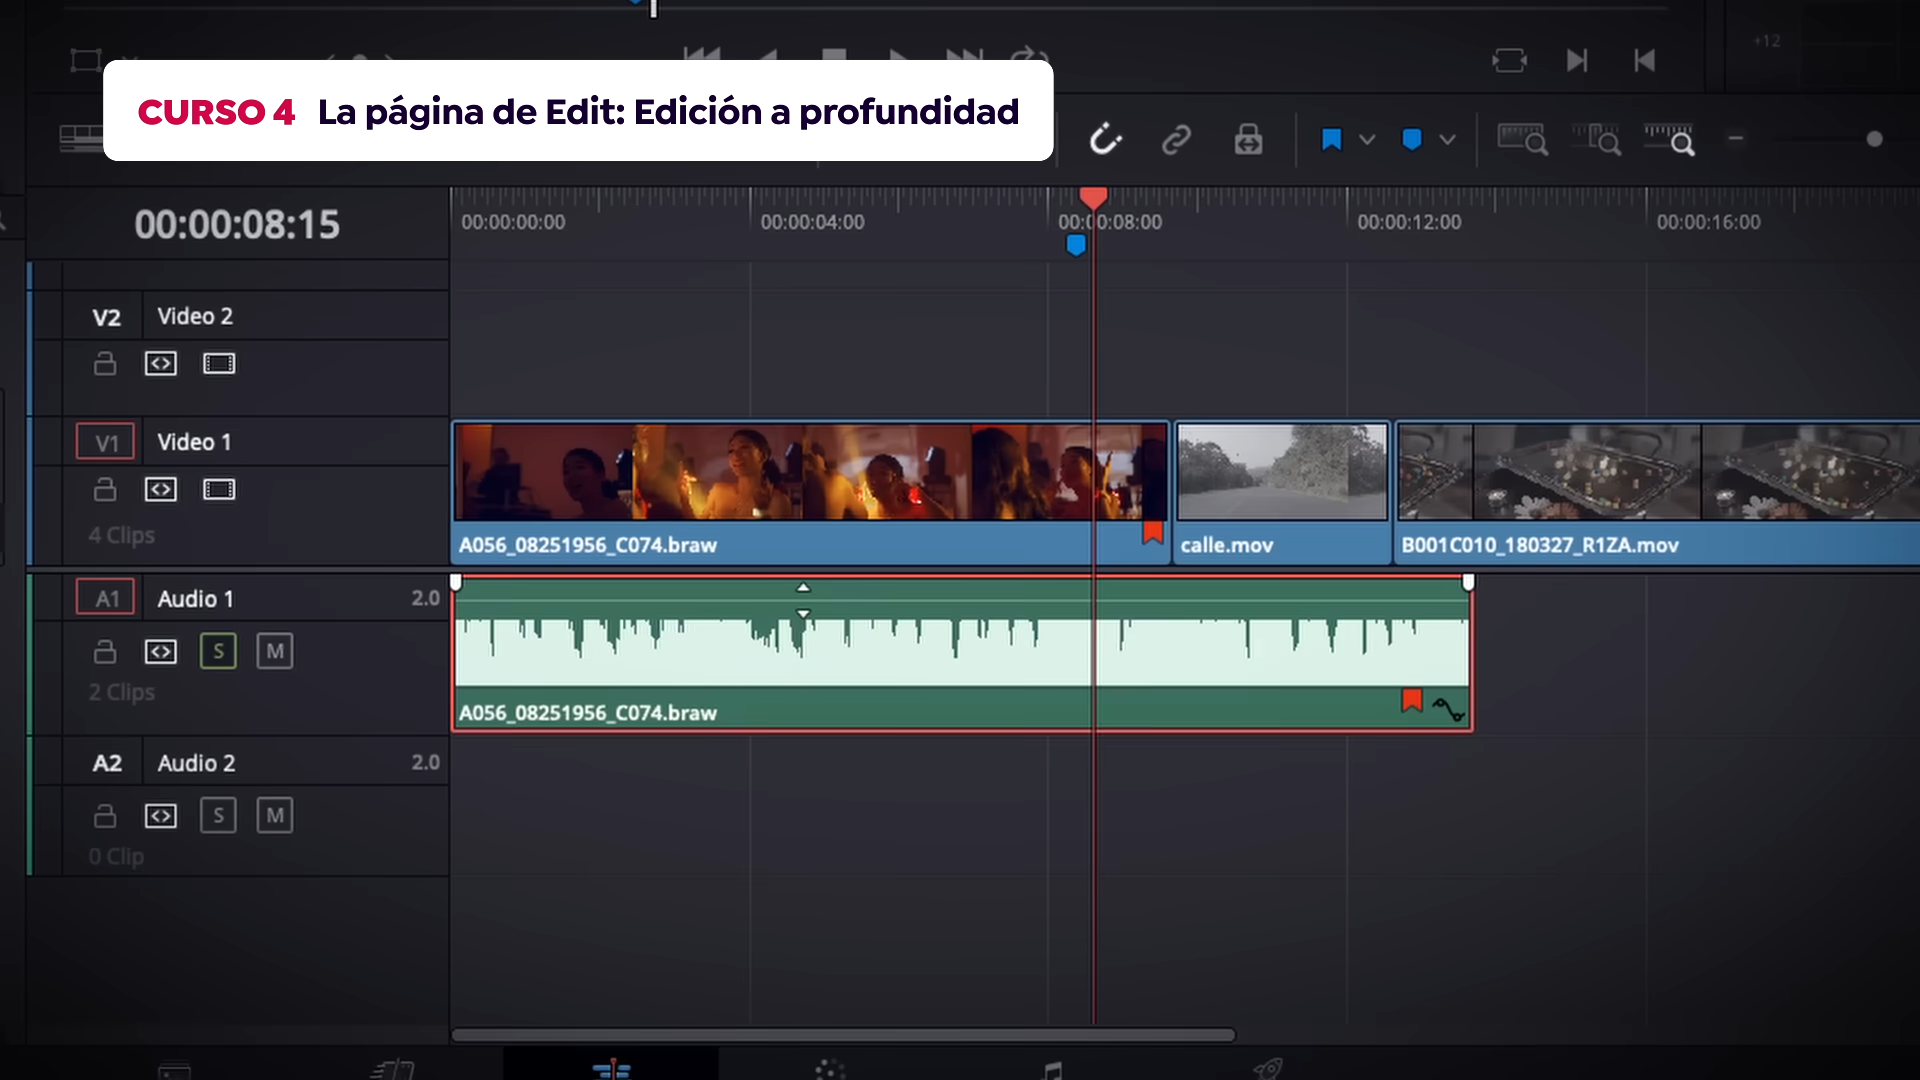 +12
CURSO 4 La página de Edit: Edición a profundidad
00:00:08:15
00:00:00:00 00:00:04:00 00:00:08:00 00:00:12:00 00:00:16:00
V2 Video 2
V1 Video 1
4 Clips
A056_08251956_C074.braw calle.mov B001C010_180327_R1ZA.mov
A1 Audio 1 2.0
S M
2 Clips
A056_08251956_C074.braw
A2 Audio 2 2.0
S M
0 Clip